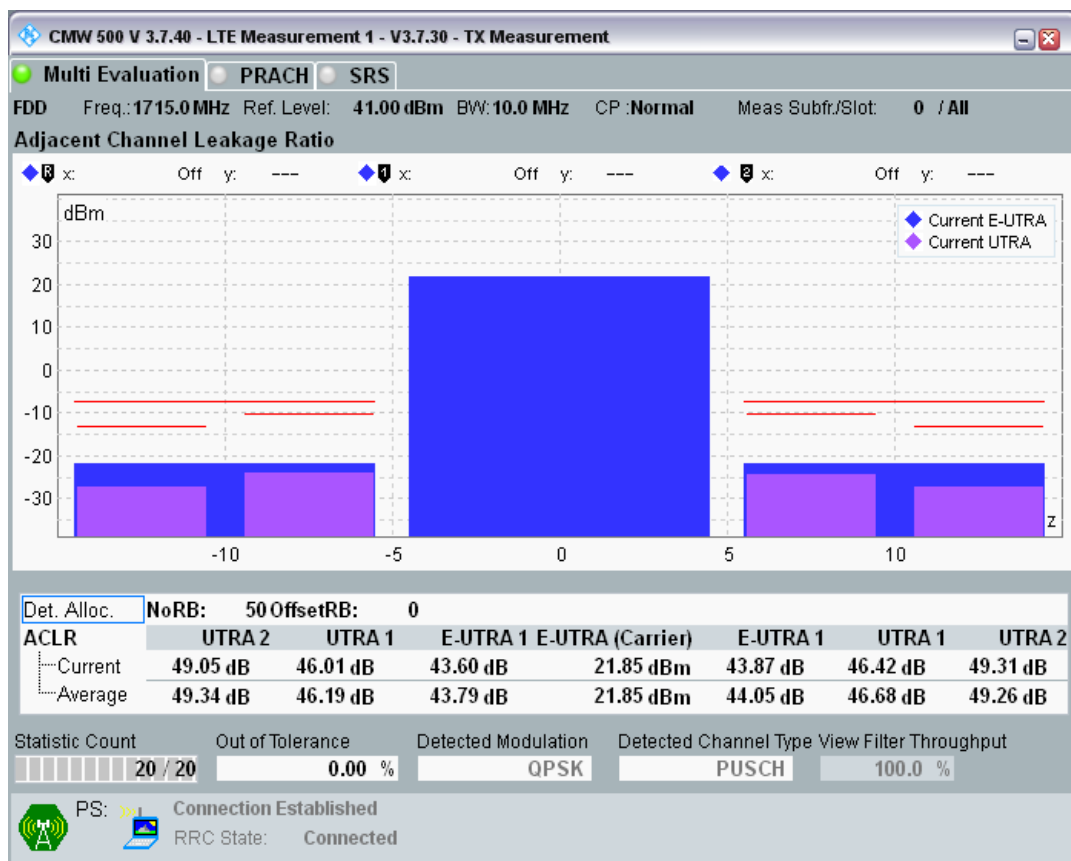 CMW 500 V 3.7.40 - LTE Measurement 1 - V3.7.30 - TX Measurement
Multi Evaluation PRACH SRS
FDD Freq.:1715.0 MHz Ref. Level: 41.00 dBm BW:10.0 MHz CP :Normal Meas Subfr./Slot: 0 / All
Adjacent Channel Leakage Ratio
R x: Off y: --- 1 x: Off y: --- 2 x: Off y: ---
dBm
Current E-UTRA
Current UTRA
30
20
10
0
-10
-20
-30
z
-10 -5 0 5 10
Det. Alloc. NoRB: 50 OffsetRB: 0
ACLR UTRA 2 UTRA 1 E-UTRA 1 E-UTRA (Carrier) E-UTRA 1 UTRA 1 UTRA 2
Current 49.05 dB 46.01 dB 43.60 dB 21.85 dBm 43.87 dB 46.42 dB 49.31 dB
Average 49.34 dB 46.19 dB 43.79 dB 21.85 dBm 44.05 dB 46.68 dB 49.26 dB
Statistic Count Out of Tolerance Detected Modulation Detected Channel Type View Filter Throughput
20 / 20 0.00 % QPSK PUSCH 100.0 %
PS: Connection Established
RRC State: Connected